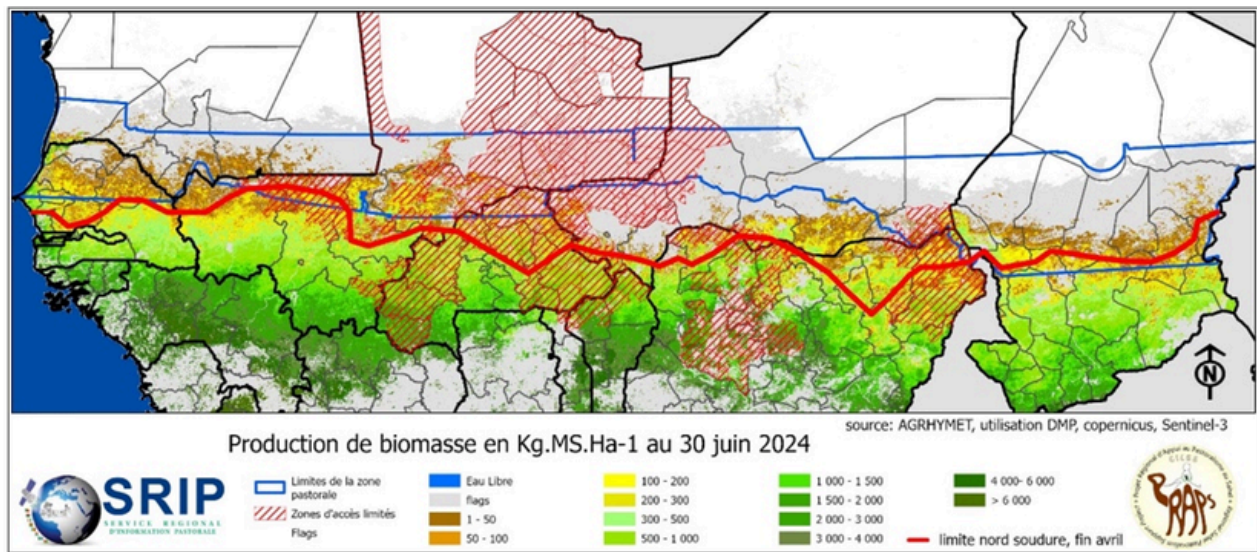 N
source: AGRHYMET, utilisation DMP, copernicus, Sentinel-3
Production de biomasse en Kg.MS.Ha-1 au 30 juin 2024
SRIP
SERVICE REGIONAL
D'INFORMATION PASTORALE
Limites de la zone
pastorale
Zones d'accès limités
Flags
Eau Libre
flags
1 - 50
50 - 100
100 - 200
200 - 300
300 - 500
500 - 1 000
1 000 - 1 500
1 500 - 2 000
2 000 - 3 000
3 000 - 4 000
4 000- 6 000
> 6 000
limite nord soudure, fin avril
CILSS
PRAPS